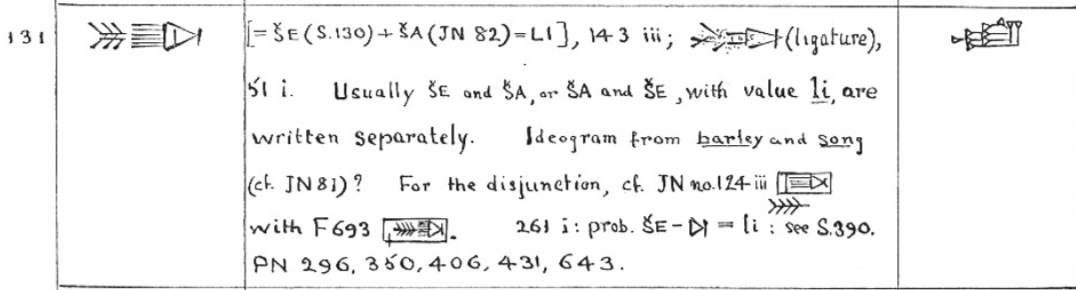 131 [= ŠE (S.130) + ŠA (JN 82) = LI], 143 iii; (ligature),
51 i. Usually ŠE and ŠA, or ŠA and ŠE, with value li, are
written separately. Ideogram from barley and song
(cf. JN 81)? For the disjunction, cf. JN no. 124 iii
with F693 . 261 i: prob. ŠE - = li : see S.390.
PN 296, 350, 406, 431, 643.